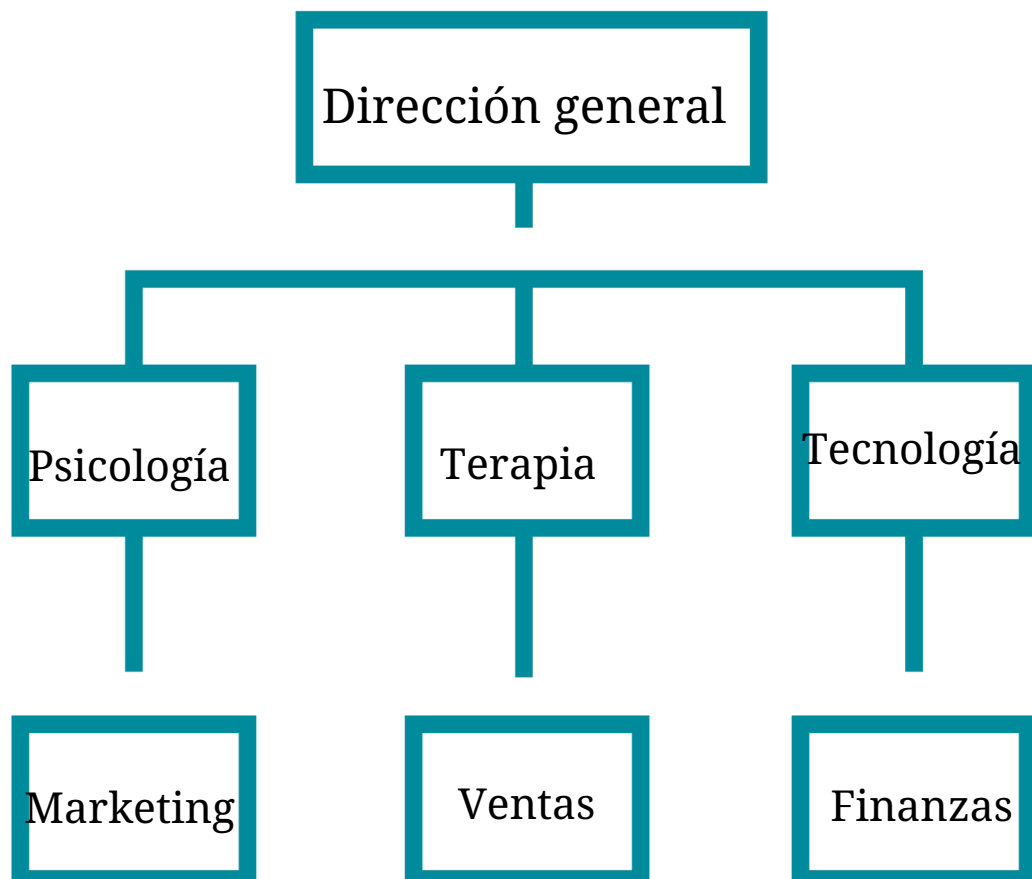 Dirección general
Psicología
Terapia
Tecnología
Marketing
Ventas
Finanzas